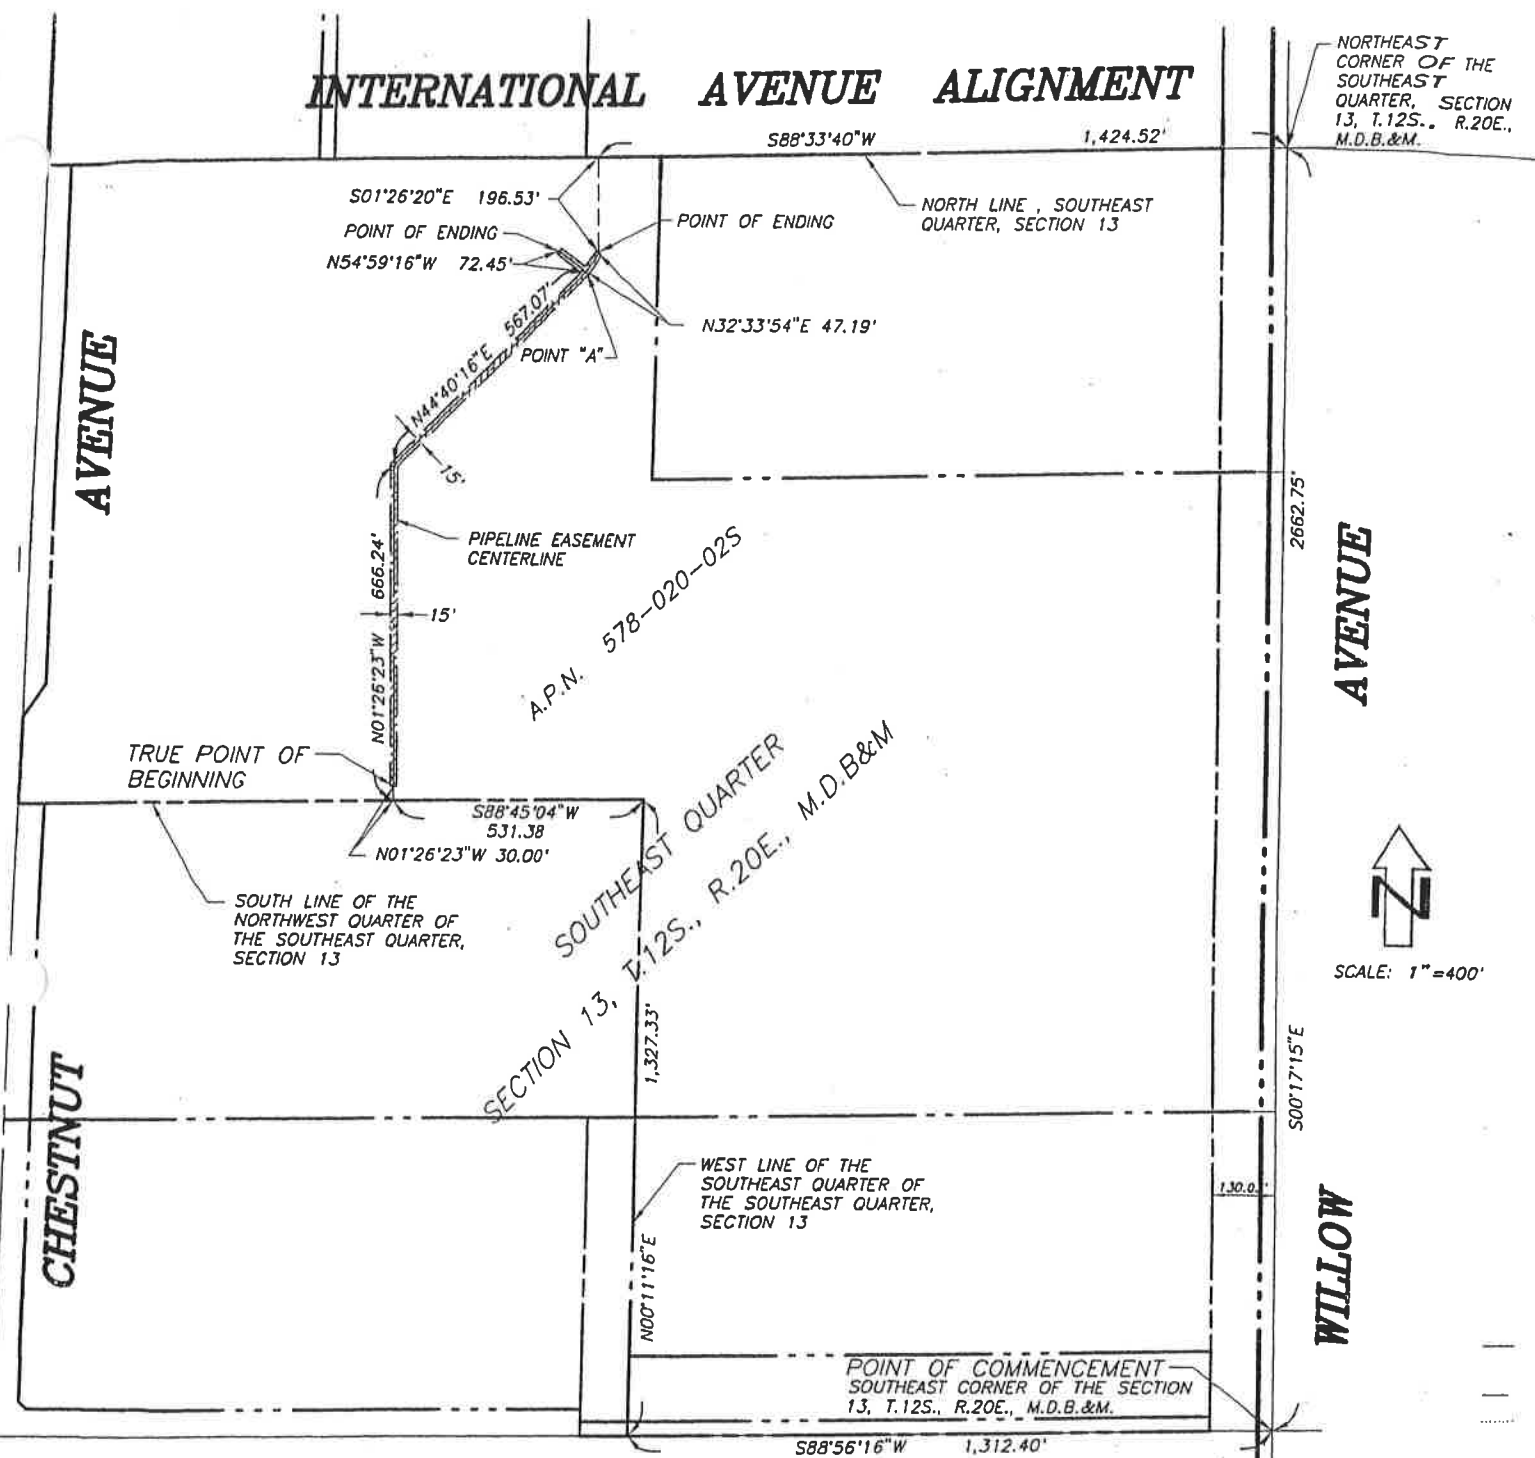 INTERNATIONAL AVENUE ALIGNMENT
NORTHEAST
CORNER OF THE
SOUTHEAST
QUARTER, SECTION
13, T.12S., R.20E.,
M.D.B.&M.
S88°33'40"W 1,424.52'
S01°26'20"E 196.53'
NORTH LINE , SOUTHEAST
QUARTER, SECTION 13
POINT OF ENDING
POINT OF ENDING
N54°59'16"W 72.45'
N32°33'54"E 47.19'
N44°40'16"E 567.07'
POINT "A"
15'
AVENUE
PIPELINE EASEMENT
CENTERLINE
N01°26'23"W 666.24'
15'
A.P.N. 578-020-02S
2662.75'
AVENUE
TRUE POINT OF
BEGINNING
S88°45'04"W
531.38
N01°26'23"W 30.00'
SOUTH LINE OF THE
NORTHWEST QUARTER OF
THE SOUTHEAST QUARTER,
SECTION 13
SOUTHEAST QUARTER
SECTION 13, T.12S., R.20E., M.D.B&M
N
SCALE: 1"=400'
1,327.33'
S00°17'15"E
CHESTNUT
WEST LINE OF THE
SOUTHEAST QUARTER OF
THE SOUTHEAST QUARTER,
SECTION 13
N00°11'16"E
WILLOW
POINT OF COMMENCEMENT
SOUTHEAST CORNER OF THE SECTION
13, T.12S., R.20E., M.D.B.&M.
S88°56'16"W 1,312.40'